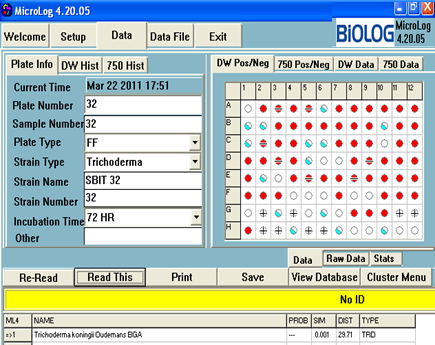 MicroLog 4.20.05
Welcome Setup Data Data File Exit
BiOLOG MicroLog 4.20.05
Plate Info DW Hist 750 Hist
DW Pos/Neg 750 Pos/Neg DW Data 750 Data
Current Time Mar 22 2011 17:51
Plate Number 32
Sample Number 32
Plate Type FF
Strain Type Trichoderma
Strain Name SBIT 32
Strain Number 32
Incubation Time 72 HR
Other
1 2 3 4 5 6 7 8 9 10 11 12
A
B
C
D
E
F
G
H
Data Raw Data Stats
Re-Read Read This Print Save View Database Cluster Menu
No ID
ML4 NAME PROB SIM DIST TYPE
=>1 Trichoderma koningii Oudemans BGA --- 0.001 29.71 TRD